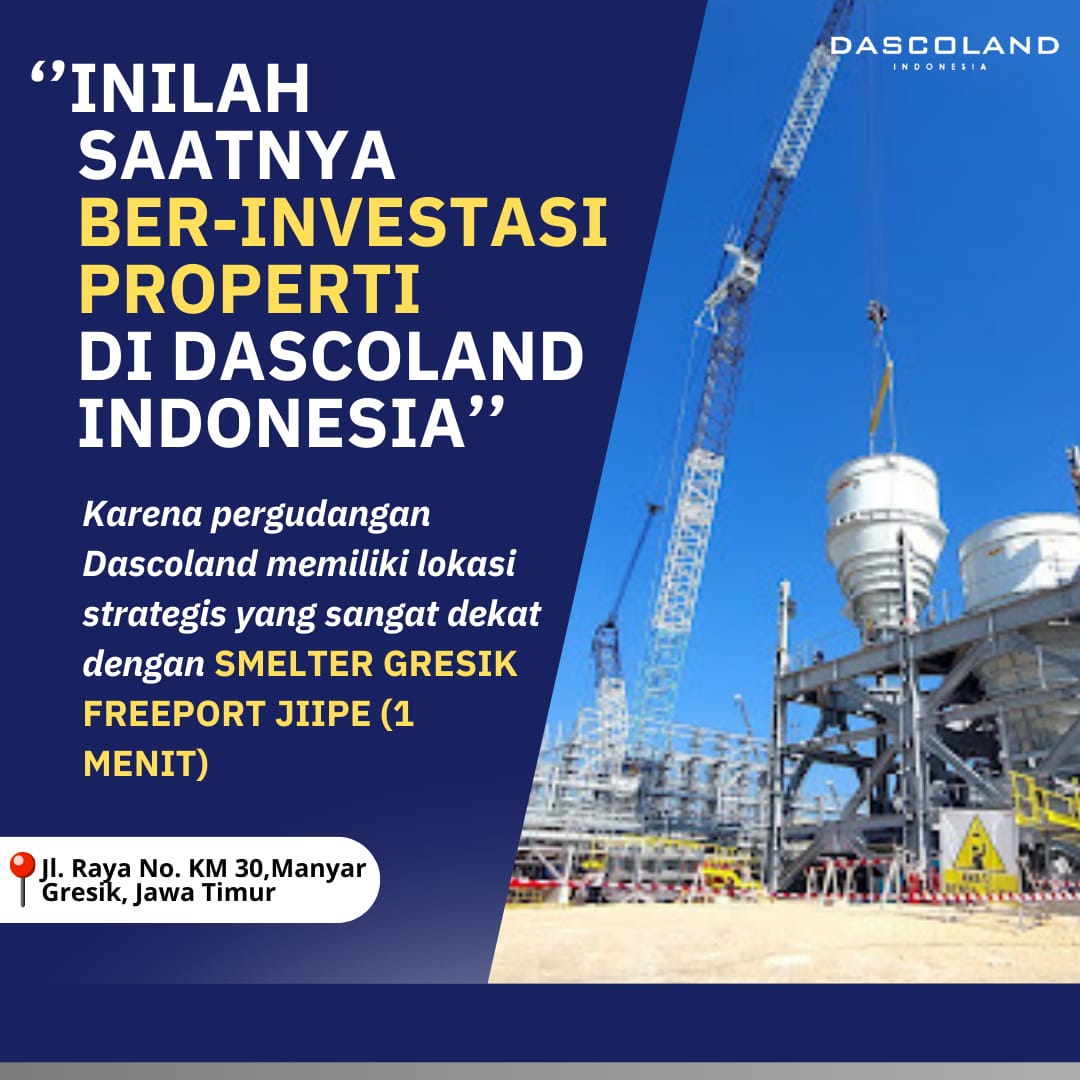 DASCOLAND
INDONESIA
‘’INILAH
SAATNYA
BER-INVESTASI
PROPERTI
DI DASCOLAND
INDONESIA’’
Karena pergudangan
Dascoland memiliki lokasi
strategis yang sangat dekat
dengan SMELTER GRESIK
FREEPORT JIIPE (1
MENIT)
Jl. Raya No. KM 30,Manyar
Gresik, Jawa Timur